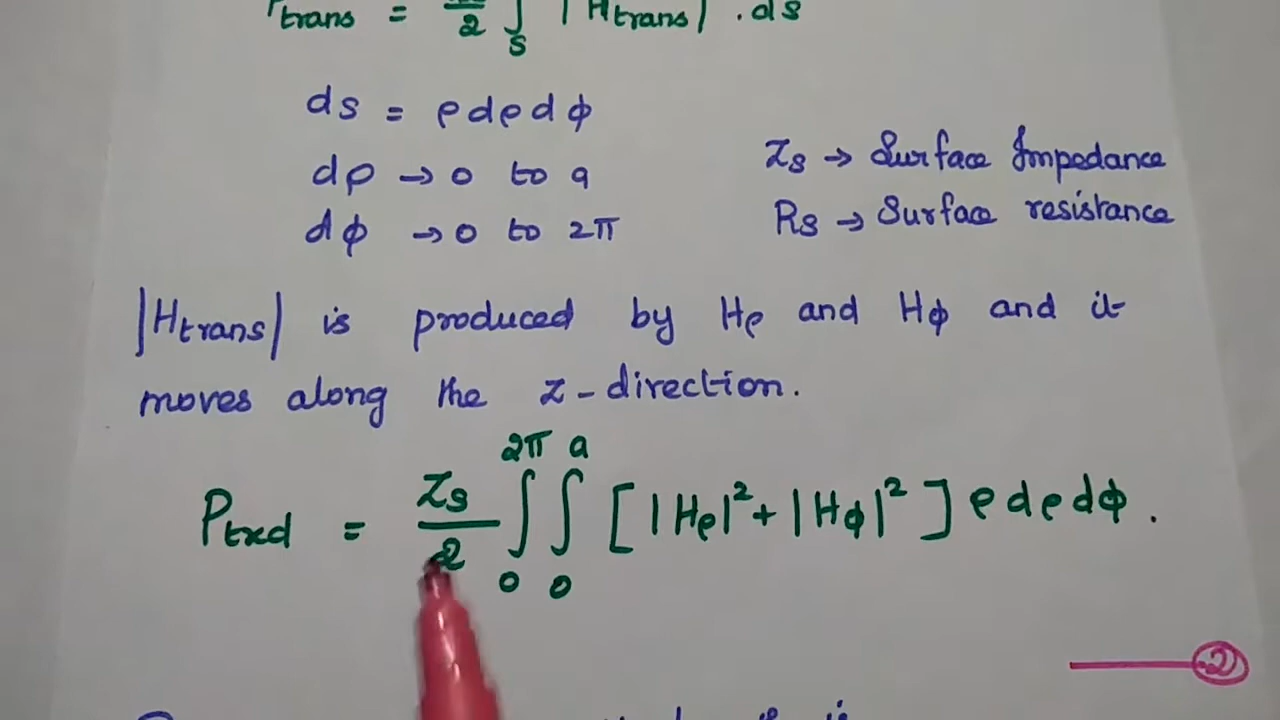 Ptrans = Zs/2 ∫s |Htrans| . ds
ds = ρ dρ dϕ
dρ → 0 to a
dϕ → 0 to 2π
Zs → Surface Impedance
Rs → Surface resistance
|Htrans| is produced by Hρ and Hϕ and it
moves along the z-direction.
Ptxd = Zs/2 ∫₀^2π ∫₀^a [ |Hρ|² + |Hϕ|² ] ρ dρ dϕ .
2